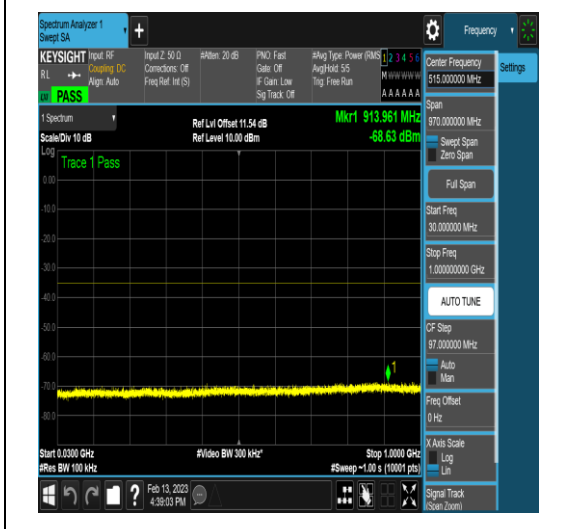 Spectrum Analyzer 1
Swept SA
+
Frequency
KEYSIGHT
RL
Input: RF
Coupling: DC
Align: Auto
Input Z: 50 Ω
Corrections: Off
Freq Ref: Int (S)
#Atten: 20 dB
PNO: Fast
Gate: Off
IF Gain: Low
Sig Track: Off
#Avg Type: Power (RMS
Avg|Hold: 5/5
Trig: Free Run
1 2 3 4 5 6
M W W W W W
A A A A A A
PASS
1 Spectrum
Scale/Div 10 dB
Ref Lvl Offset 11.54 dB
Ref Level 10.00 dBm
Mkr1 913.961 MHz
-68.63 dBm
Log
Trace 1 Pass
0.00
-10.0
-20.0
-30.0
-40.0
-50.0
-60.0
-70.0
-80.0
1
Start 0.0300 GHz
#Res BW 100 kHz
#Video BW 300 kHz*
Stop 1.0000 GHz
#Sweep ~1.00 s (10001 pts)
?
Feb 13, 2023
4:39:03 PM
Center Frequency
515.000000 MHz
Settings
Span
970.000000 MHz
Swept Span
Zero Span
Full Span
Start Freq
30.000000 MHz
Stop Freq
1.000000000 GHz
AUTO TUNE
CF Step
97.000000 MHz
Auto
Man
Freq Offset
0 Hz
X Axis Scale
Log
Lin
Signal Track
(Span Zoom)